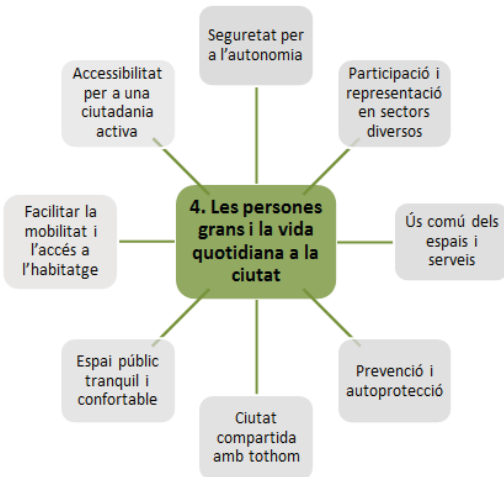 Seguretat per
a l'autonomia
Participació i
representació
en sectors
diversos
Ús comú dels
espais i
serveis
Prevenció i
autoprotecció
Ciutat
compartida
amb tothom
Espai públic
tranquil i
confortable
Facilitar la
mobilitat i
l'accés a
l'habitatge
Accessibilitat
per a una
ciutadania
activa
4. Les persones
grans i la vida
quotidiana a la
ciutat